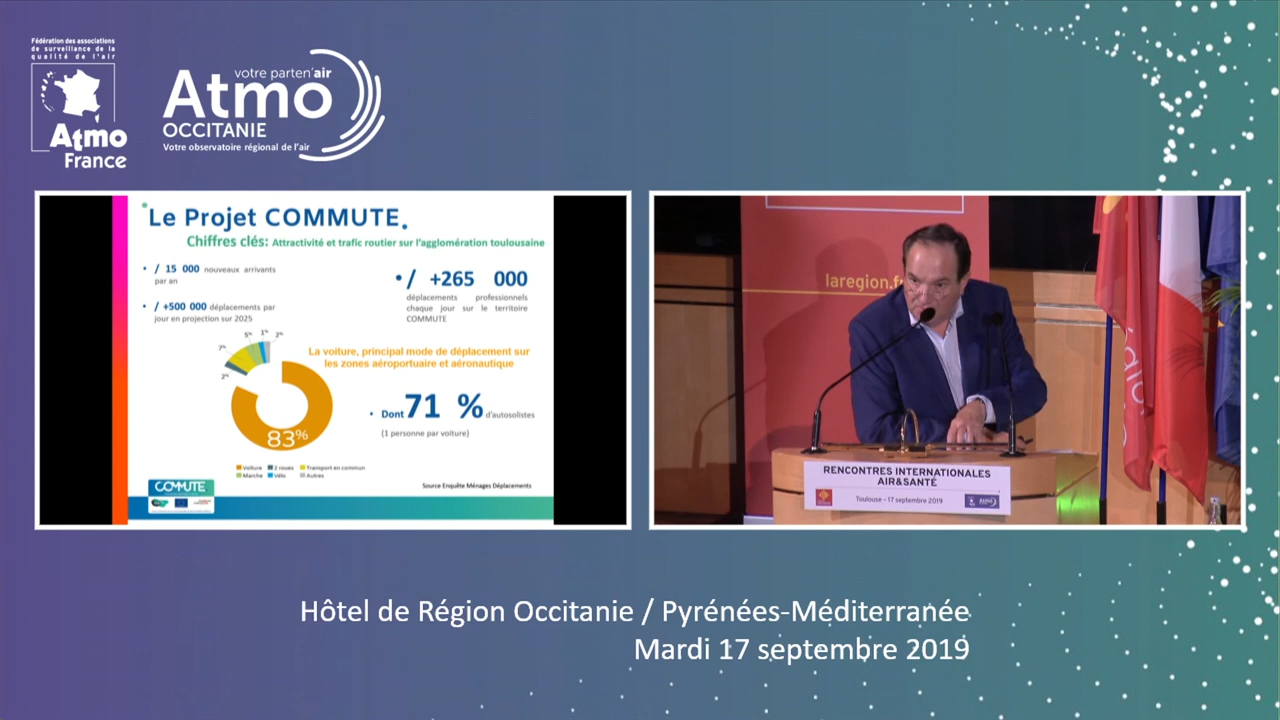 Fédération des associations
de surveillance de la
qualité de l'air
Atmo
France
votre parten'air
Atmo
OCCITANIE
Votre observatoire régional de l'air
Le Projet COMMUTE.
Chiffres clés: Attractivité et trafic routier sur l'agglomération toulousaine
• / 15 000 nouveaux arrivants
par an
• / +500 000 déplacements par
jour en projection sur 2025
• / +265 000
déplacements professionnels
chaque jour sur le territoire
COMMUTE
La voiture, principal mode de déplacement sur
les zones aéroportuaire et aéronautique
2%
7%
5%
1%
2%
83%
• Dont 71 % d'autosolistes
(1 personne par voiture)
Voiture 2 roues Transport en commun
Marche Vélo Autres
Source Enquête Ménages Déplacements
COMMUTE
laregion.fr
RENCONTRES INTERNATIONALES
AIR&SANTÉ
Toulouse - 17 septembre 2019
Hôtel de Région Occitanie / Pyrénées-Méditerranée
Mardi 17 septembre 2019